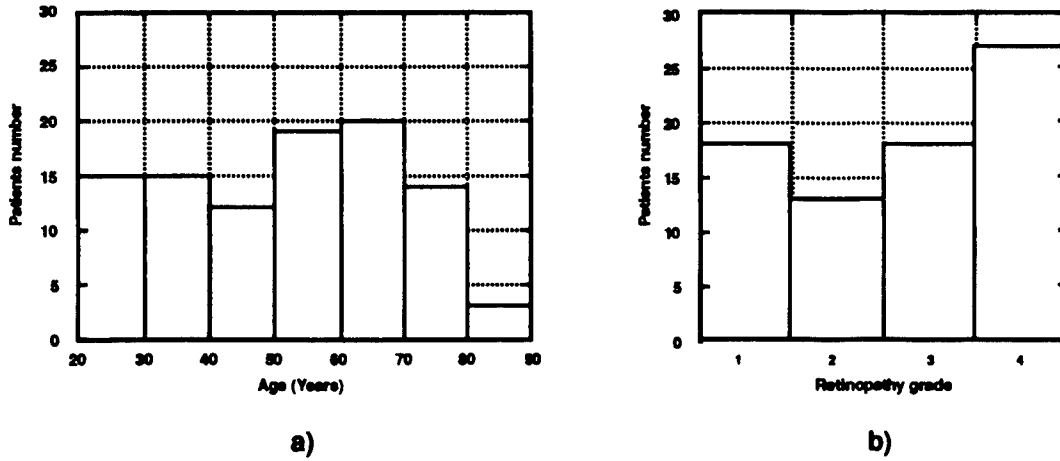 Patients number
30
25
20
15
10
5
0
20 30 40 50 60 70 80 90
Age (Years)
a)
Patients number
30
25
20
15
10
5
0
1 2 3 4
Retinopathy grade
b)